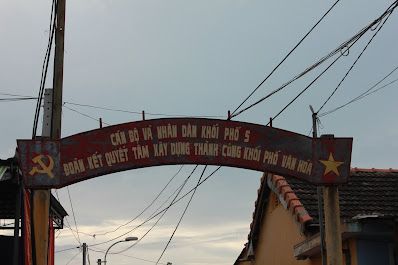 CÁN BỘ VÀ NHÂN DÂN KHỐI PHỐ 5
ĐOÀN KẾT QUYẾT TÂM XÂY DỰNG THÀNH CÔNG KHỐI PHỐ VĂN HOÁ